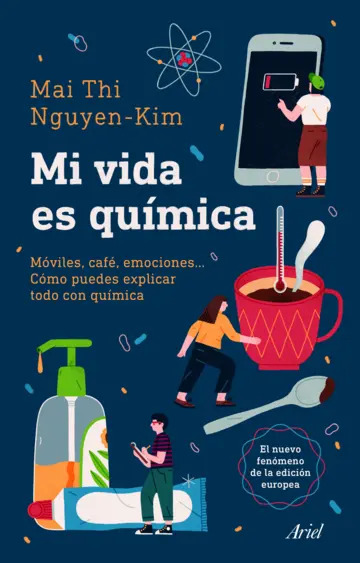 Mai Thi
Nguyen-Kim
Mi vida
es química
Móviles, café, emociones...
Cómo puedes explicar
todo con química
El nuevo
fenómeno
de la edición
europea
Ariel